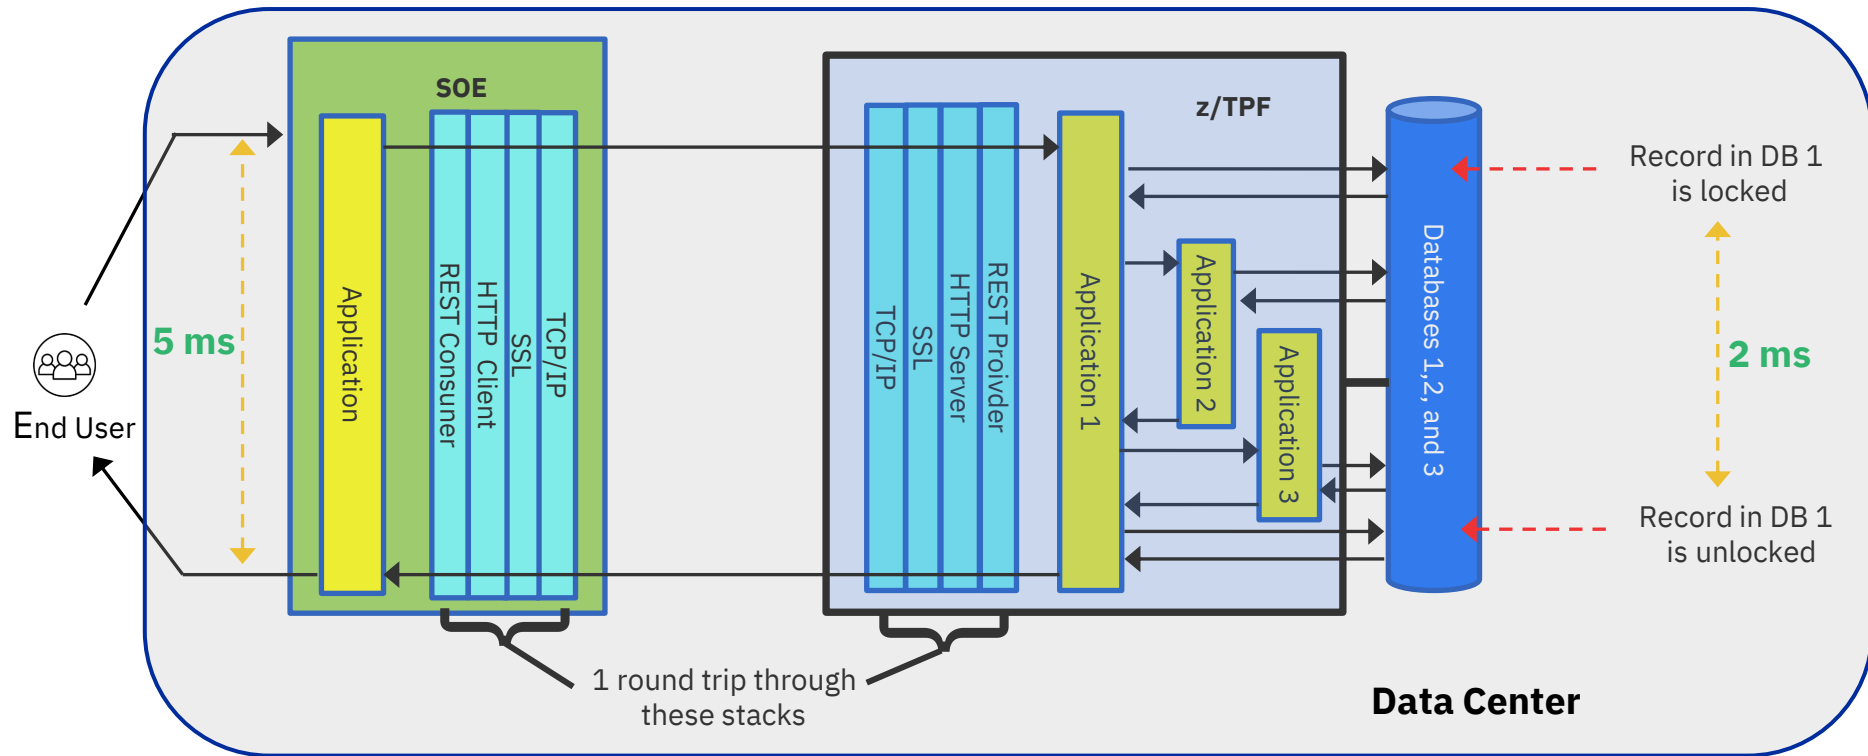 SOE
Application
REST Consuner
HTTP Client
SSL
TCP/IP
z/TPF
TCP/IP
SSL
HTTP Server
REST Proivder
Application 1
Application 2
Application 3
Databases 1,2, and 3
Record in DB 1
is locked
2 ms
Record in DB 1
is unlocked
5 ms
End User
1 round trip through
these stacks
Data Center